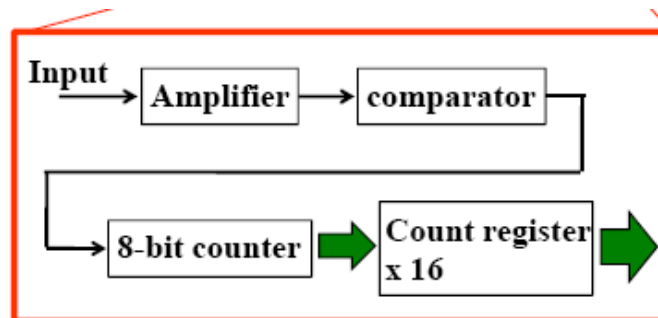 Input
Amplifier
comparator
8-bit counter
Count register
x 16